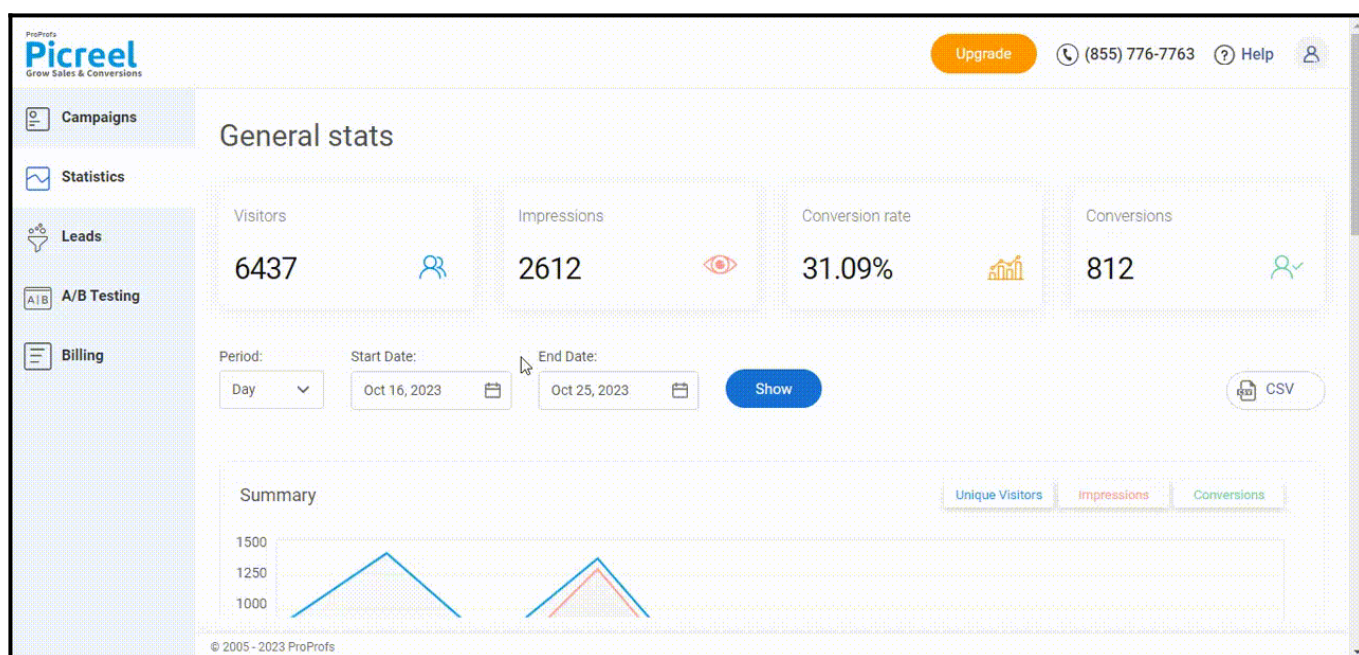 ProProfs
Picreel
Grow Sales & Conversions
Upgrade
(855) 776-7763
? Help
Campaigns
Statistics
Leads
A|B A/B Testing
Billing
General stats
Visitors
6437
Impressions
2612
Conversion rate
31.09%
Conversions
812
Period:
Day
Start Date:
Oct 16, 2023
End Date:
Oct 25, 2023
Show
CSV
Summary
Unique Visitors
Impressions
Conversions
1500
1250
1000
© 2005 - 2023 ProProfs